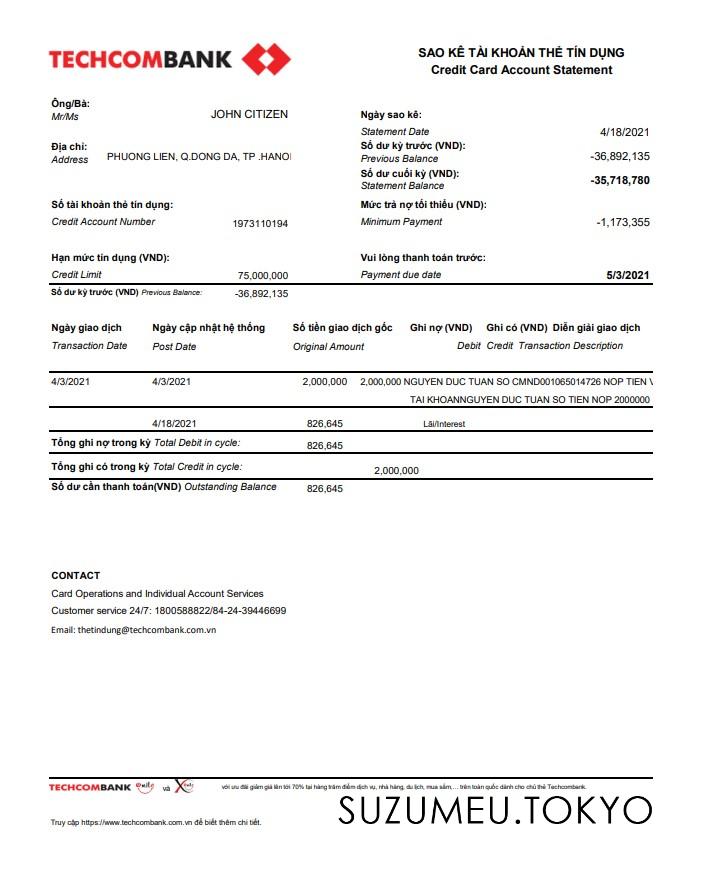 TECHCOMBANK
SAO KÊ TÀI KHOẢN THẺ TÍN DỤNG
Credit Card Account Statement
Ông/Bà:
Mr/Ms JOHN CITIZEN
Địa chỉ:
Address PHUONG LIEN, Q.DONG DA, TP .HANOI
Ngày sao kê:
Statement Date 4/18/2021
Số dư kỳ trước (VND):
Previous Balance -36,892,135
Số dư cuối kỳ (VND):
Statement Balance -35,718,780
Số tài khoản thẻ tín dụng:
Credit Account Number 1973110194
Mức trả nợ tối thiểu (VND):
Minimum Payment -1,173,355
Hạn mức tín dụng (VND):
Credit Limit 75,000,000
Vui lòng thanh toán trước:
Payment due date 5/3/2021
Số dư kỳ trước (VND) Previous Balance: -36,892,135
Ngày giao dịch Ngày cập nhật hệ thống Số tiền giao dịch gốc Ghi nợ (VND) Ghi có (VND) Diễn giải giao dịch
Transaction Date Post Date Original Amount Debit Credit Transaction Description
4/3/2021 4/3/2021 2,000,000 2,000,000 NGUYEN DUC TUAN SO CMND001065014726 NOP TIEN
TAI KHOANNGUYEN DUC TUAN SO TIEN NOP 2000000
4/18/2021 826,645 Lãi/Interest
Tổng ghi nợ trong kỳ Total Debit in cycle: 826,645
Tổng ghi có trong kỳ Total Credit in cycle: 2,000,000
Số dư cần thanh toán(VND) Outstanding Balance 826,645
CONTACT
Card Operations and Individual Account Services
Customer service 24/7: 1800588822/84-24-39446699
Email: thetindung@techcombank.com.vn
TECHCOMBANK và với ưu đãi giảm giá lên tới 70% tại hàng trăm điểm dịch vụ, nhà hàng, du lịch, mua sắm,... trên toàn quốc dành cho chủ thẻ Techcombank.
SUZUMEU.TOKYO
Truy cập https://www.techcombank.com.vn để biết thêm chi tiết.